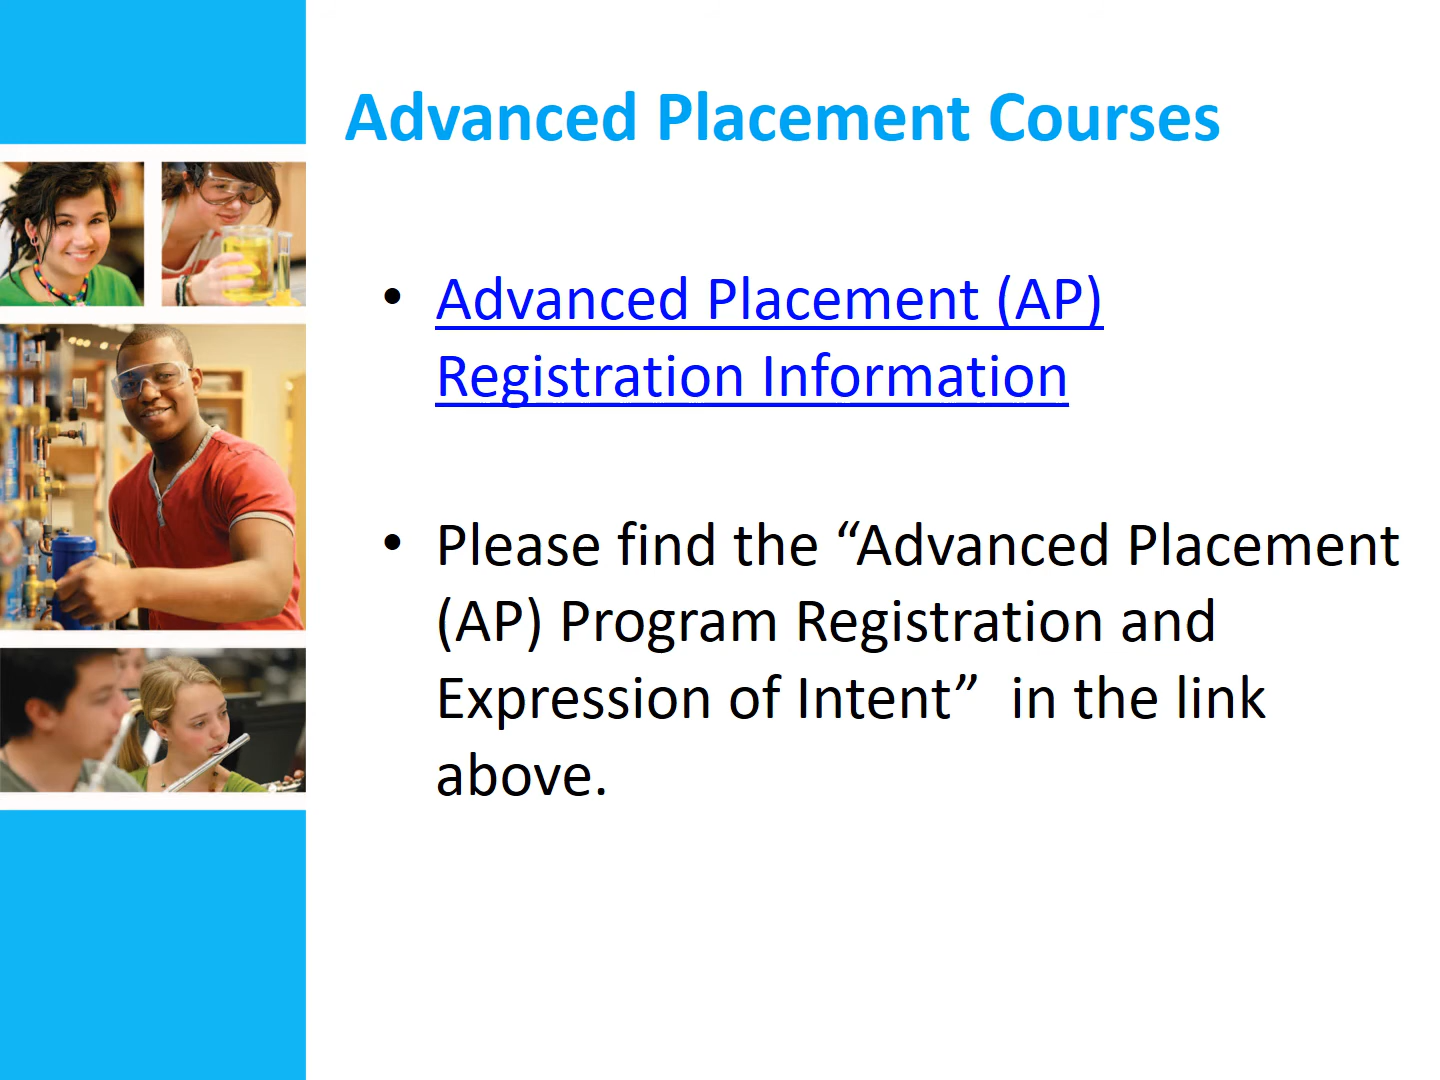 Advanced Placement Courses
• Advanced Placement (AP)
Registration Information
• Please find the “Advanced Placement
(AP) Program Registration and
Expression of Intent”  in the link
above.